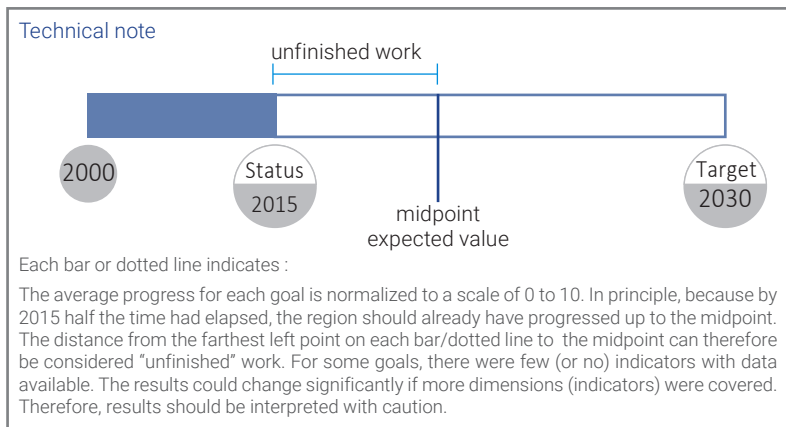 Technical note
unfinished work
2000
Status
2015
Target
2030
midpoint
expected value
Each bar or dotted line indicates :
The average progress for each goal is normalized to a scale of 0 to 10. In principle, because by
2015 half the time had elapsed, the region should already have progressed up to the midpoint.
The distance from the farthest left point on each bar/dotted line to the midpoint can therefore
be considered “unfinished” work. For some goals, there were few (or no) indicators with data
available. The results could change significantly if more dimensions (indicators) were covered.
Therefore, results should be interpreted with caution.